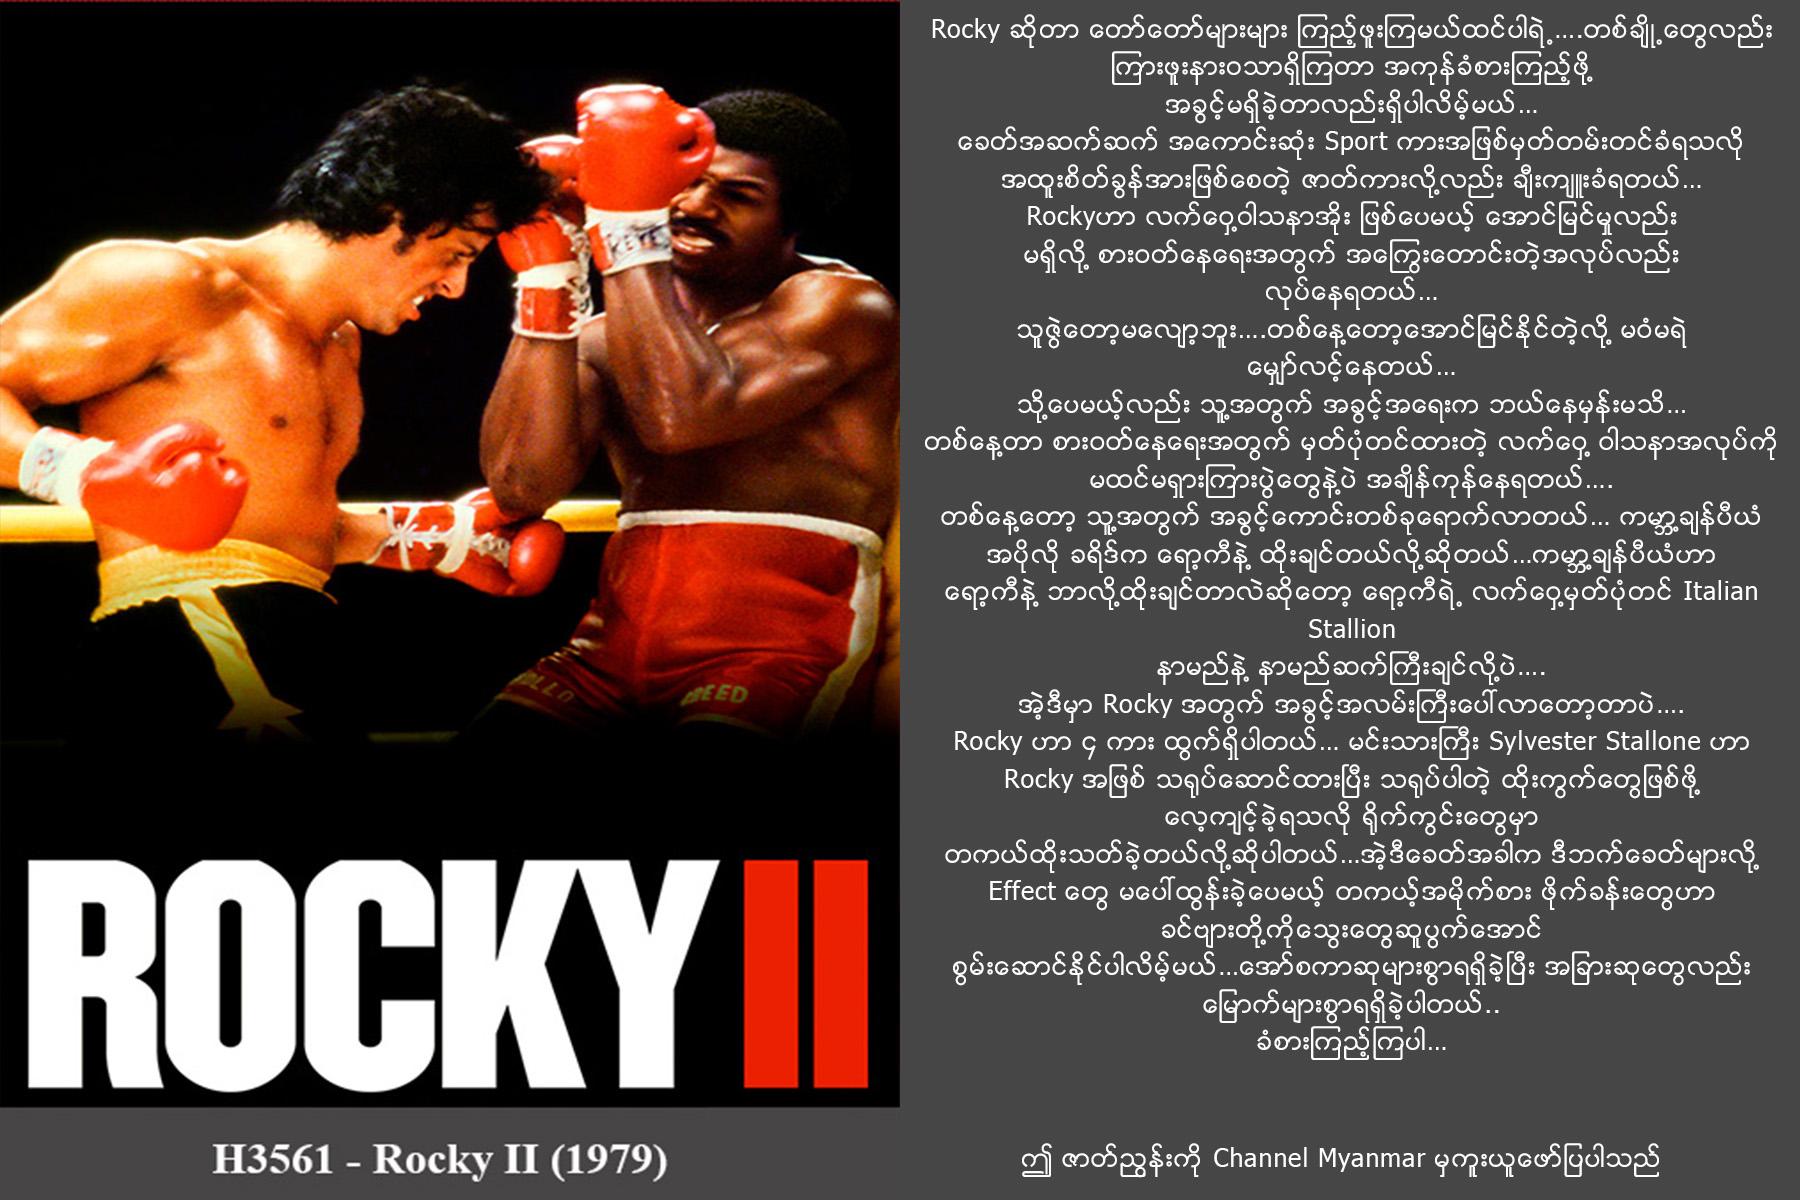 KEYE
APOLLO
CREED
ROCKY II
H3561 - Rocky II (1979)
Rocky ဆိုတာ တော်တော်များများ ကြည့်ဖူးကြမယ်ထင်ပါရဲ့....တစ်ချို့တွေလည်း
ကြားဖူးနားဝသာရှိကြတာ အကုန်ခံစားကြည့်ဖို့
အခွင့်မရှိခဲ့တာလည်းရှိပါလိမ့်မယ်...
ခေတ်အဆက်ဆက် အကောင်းဆုံး Sport ကားအဖြစ်မှတ်တမ်းတင်ခံရသလို
အထူးစိတ်ခွန်အားဖြစ်စေတဲ့ ဇာတ်ကားလို့လည်း ချီးကျူးခံရတယ်...
Rockyဟာ လက်ဝှေ့ဝါသနာအိုး ဖြစ်ပေမယ့် အောင်မြင်မှုလည်း
မရှိလို့ စားဝတ်နေရေးအတွက် အကြွေးတောင်းတဲ့အလုပ်လည်း
လုပ်နေရတယ်...
သူဇွဲတော့မလျော့ဘူး....တစ်နေ့တော့အောင်မြင်နိုင်တဲ့လို့ မဝံမရဲ
မျှော်လင့်နေတယ်...
သို့ပေမယ့်လည်း သူ့အတွက် အခွင့်အရေးက ဘယ်နေမှန်းမသိ...
တစ်နေ့တာ စားဝတ်နေရေးအတွက် မှတ်ပုံတင်ထားတဲ့ လက်ဝှေ့ ဝါသနာအလုပ်ကို
မထင်မရှားကြားပွဲတွေနဲ့ပဲ အချိန်ကုန်နေရတယ်....
တစ်နေ့တော့ သူ့အတွက် အခွင့်ကောင်းတစ်ခုရောက်လာတယ်... ကမ္ဘာ့ချန်ပီယံ
အပိုလို ခရိဒ်က ရော့ကီနဲ့ ထိုးချင်တယ်လို့ဆိုတယ်...ကမ္ဘာ့ချန်ပီယံဟာ
ရော့ကီနဲ့ ဘာလို့ထိုးချင်တာလဲဆိုတော့ ရော့ကီရဲ့ လက်ဝှေ့မှတ်ပုံတင် Italian
Stallion
နာမည်နဲ့ နာမည်ဆက်ကြီးချင်လို့ပဲ....
အဲ့ဒီမှာ Rocky အတွက် အခွင့်အလမ်းကြီးပေါ်လာတော့တာပဲ....
Rocky ဟာ ၄ ကား ထွက်ရှိပါတယ်... မင်းသားကြီး Sylvester Stallone ဟာ
Rocky အဖြစ် သရုပ်ဆောင်ထားပြီး သရုပ်ပါတဲ့ ထိုးကွက်တွေဖြစ်ဖို့
လေ့ကျင့်ခဲ့ရသလို ရိုက်ကွင်းတွေမှာ
တကယ်ထိုးသတ်ခဲ့တယ်လို့ဆိုပါတယ်...အဲ့ဒီခေတ်အခါက ဒီဘက်ခေတ်များလို့
Effect တွေ မပေါ်ထွန်းခဲ့ပေမယ့် တကယ့်အမိုက်စား ဖိုက်ခန်းတွေဟာ
ခင်ဗျားတို့ကိုသွေးတွေဆူပွက်အောင်
စွမ်းဆောင်နိုင်ပါလိမ့်မယ်...အော်စကာဆုများစွာရရှိခဲ့ပြီး အခြားဆုတွေလည်း
မြောက်များစွာရရှိခဲ့ပါတယ်..
ခံစားကြည့်ကြပါ...
ဤ ဇာတ်ညွှန်းကို Channel Myanmar မှကူးယူဖော်ပြပါသည်